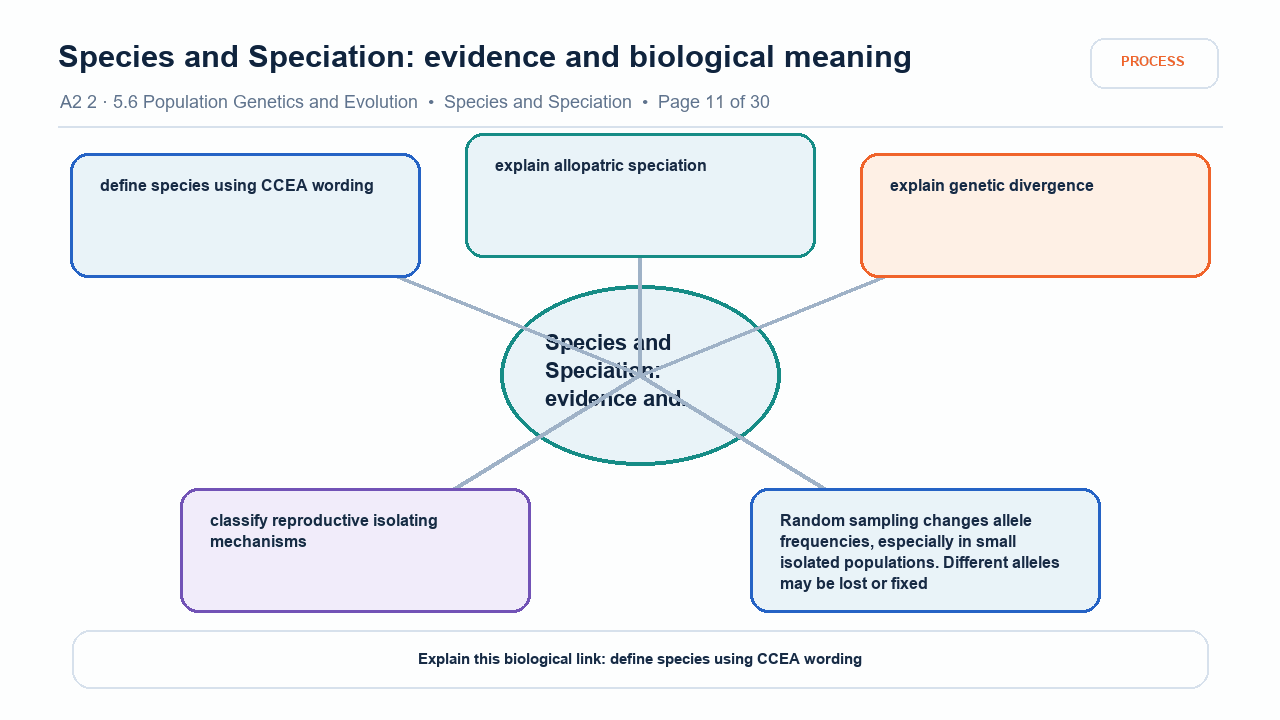 Species and Speciation: evidence and biological meaning
PROCESS
A2 2 · 5.6 Population Genetics and Evolution • Species and Speciation • Page 11 of 30
define species using CCEA wording
explain allopatric speciation
explain genetic divergence
Species and
Speciation:
evidence and.
classify reproductive isolating
mechanisms
Random sampling changes allele
frequencies, especially in small
isolated populations. Different alleles
may be lost or fixed
Explain this biological link: define species using CCEA wording